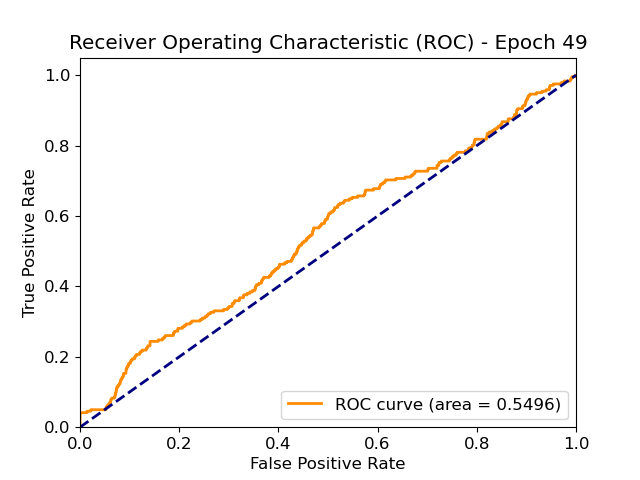 Receiver Operating Characteristic (ROC) - Epoch 49
True Positive Rate
1.0
0.8
0.6
0.4
0.2
0.0
0.0 0.2 0.4 0.6 0.8 1.0
False Positive Rate
ROC curve (area = 0.5496)